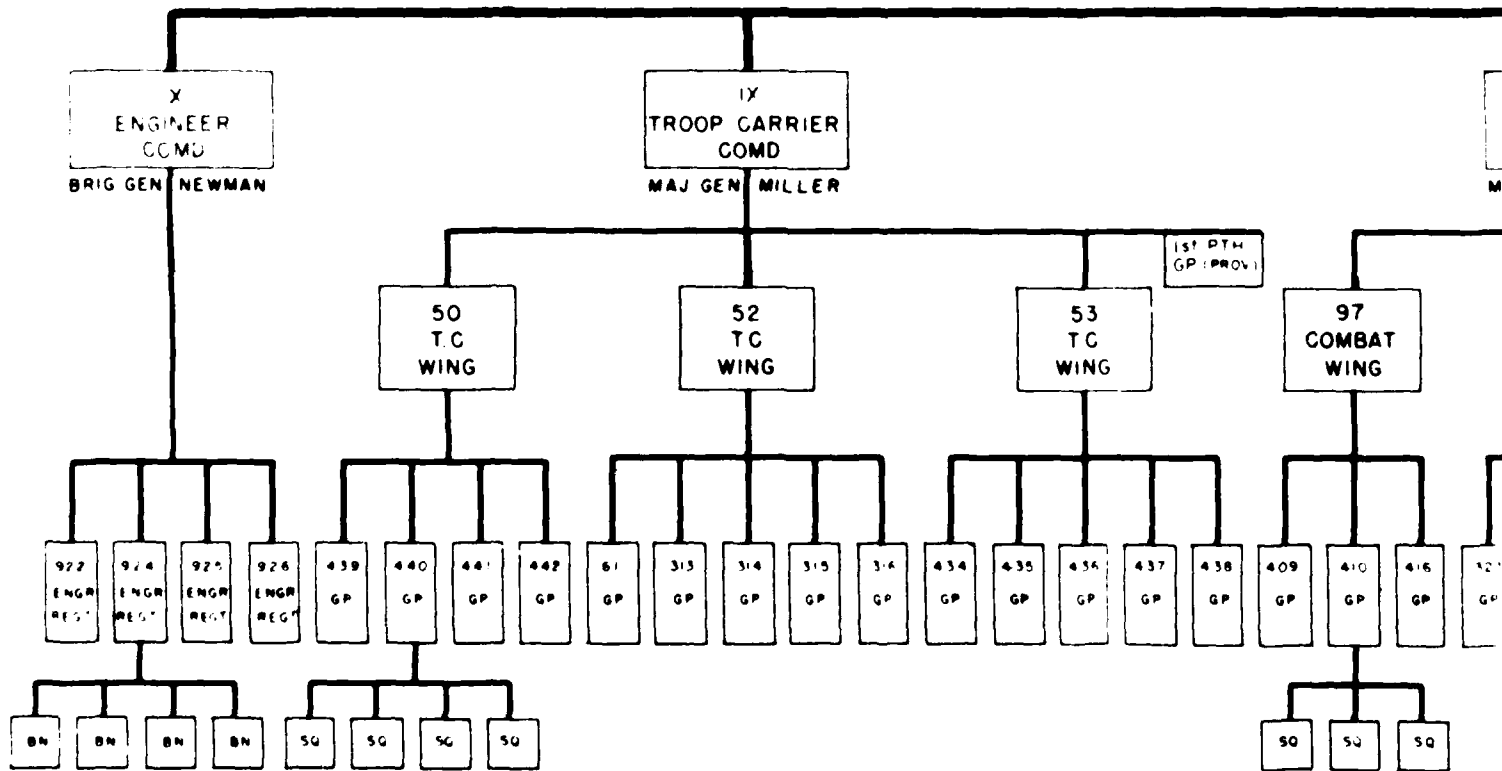 X
ENGINEER
COMD
BRIG GEN NEWMAN
IX
TROOP CARRIER
COMD
MAJ GEN MILLER
M
1st PTH
GP (PROV)
50
T.C
WING
52
TC
WING
53
TC
WING
97
COMBAT
WING
922
ENGR
REGT
924
ENGR
REGT
925
ENGR
REGT
926
ENGR
REGT
439
GP
440
GP
441
GP
442
GP
61
GP
313
GP
314
GP
315
GP
316
GP
434
GP
435
GP
436
GP
437
GP
438
GP
409
GP
410
GP
416
GP
GP
BN
BN
BN
BN
SQ
SQ
SQ
SQ
SQ
SQ
SQ